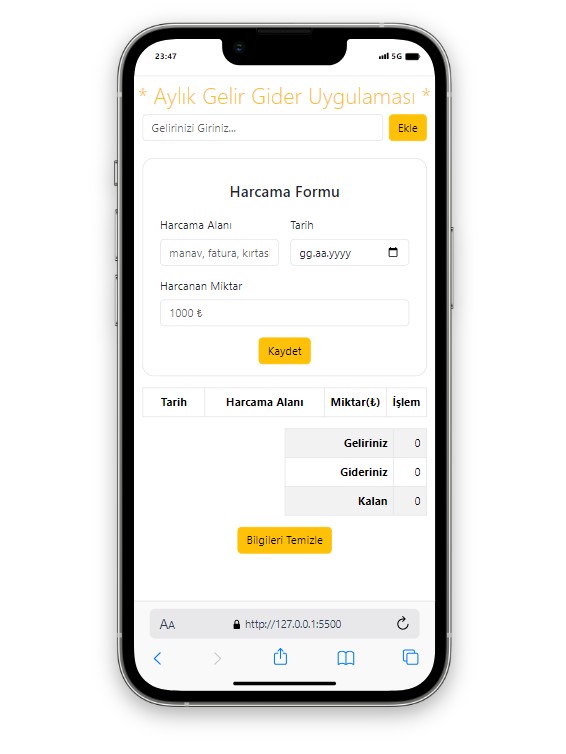 23:47
5G
* Aylık Gelir Gider Uygulaması *
Gelirinizi Giriniz... Ekle
Harcama Formu
Harcama Alanı Tarih
manav, fatura, kırtas gg.aa.yyyy
Harcanan Miktar
1000 ₺
Kaydet
Tarih Harcama Alanı Miktar(₺) İşlem
Geliriniz 0
Gideriniz 0
Kalan 0
Bilgileri Temizle
AA http://127.0.0.1:5500